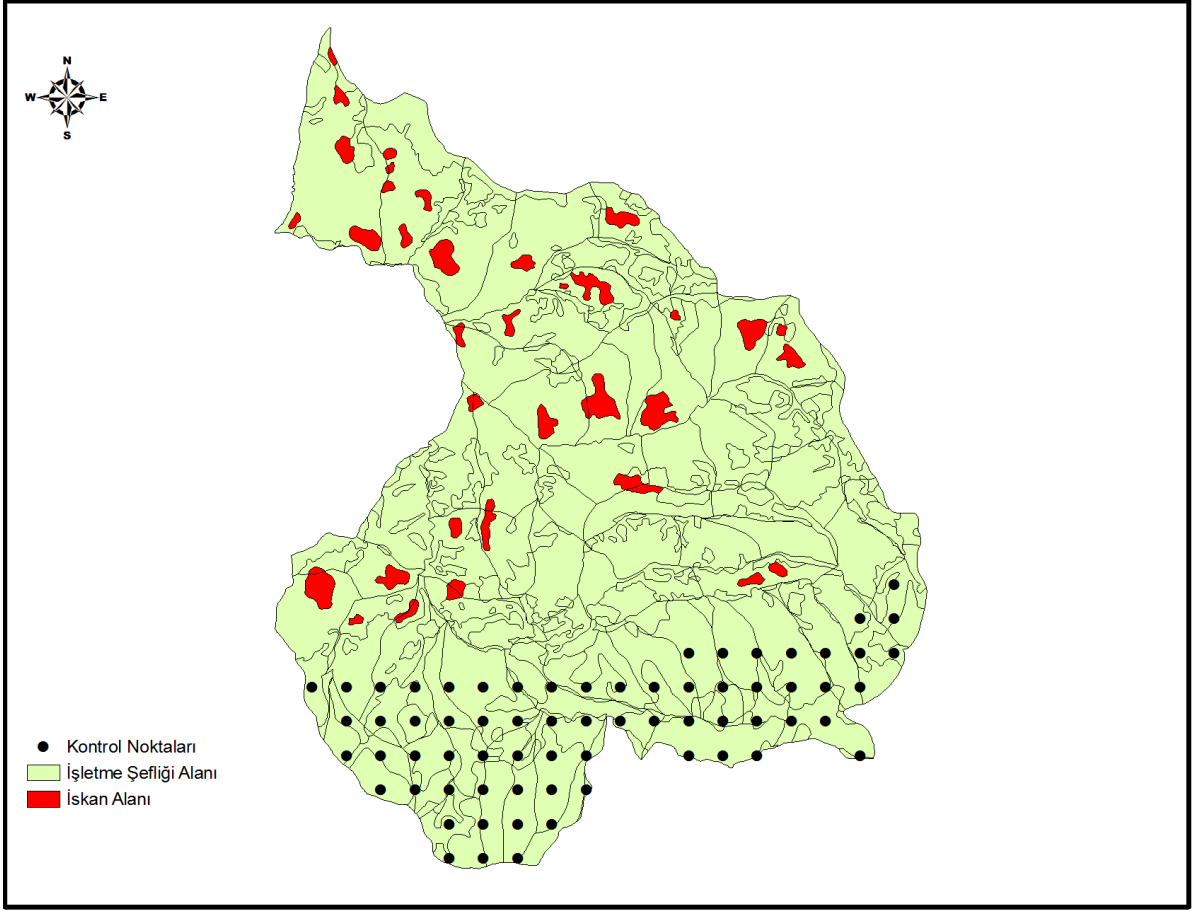 N
W E
S
Kontrol Noktaları
İşletme Şefliği Alanı
İskan Alanı